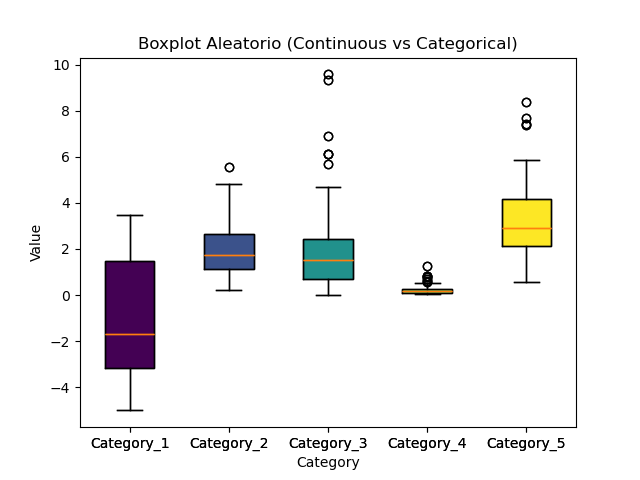 Boxplot Aleatorio (Continuous vs Categorical)
10
8
6
4
2
0
−2
−4
Value
Category_1 Category_2 Category_3 Category_4 Category_5
Category